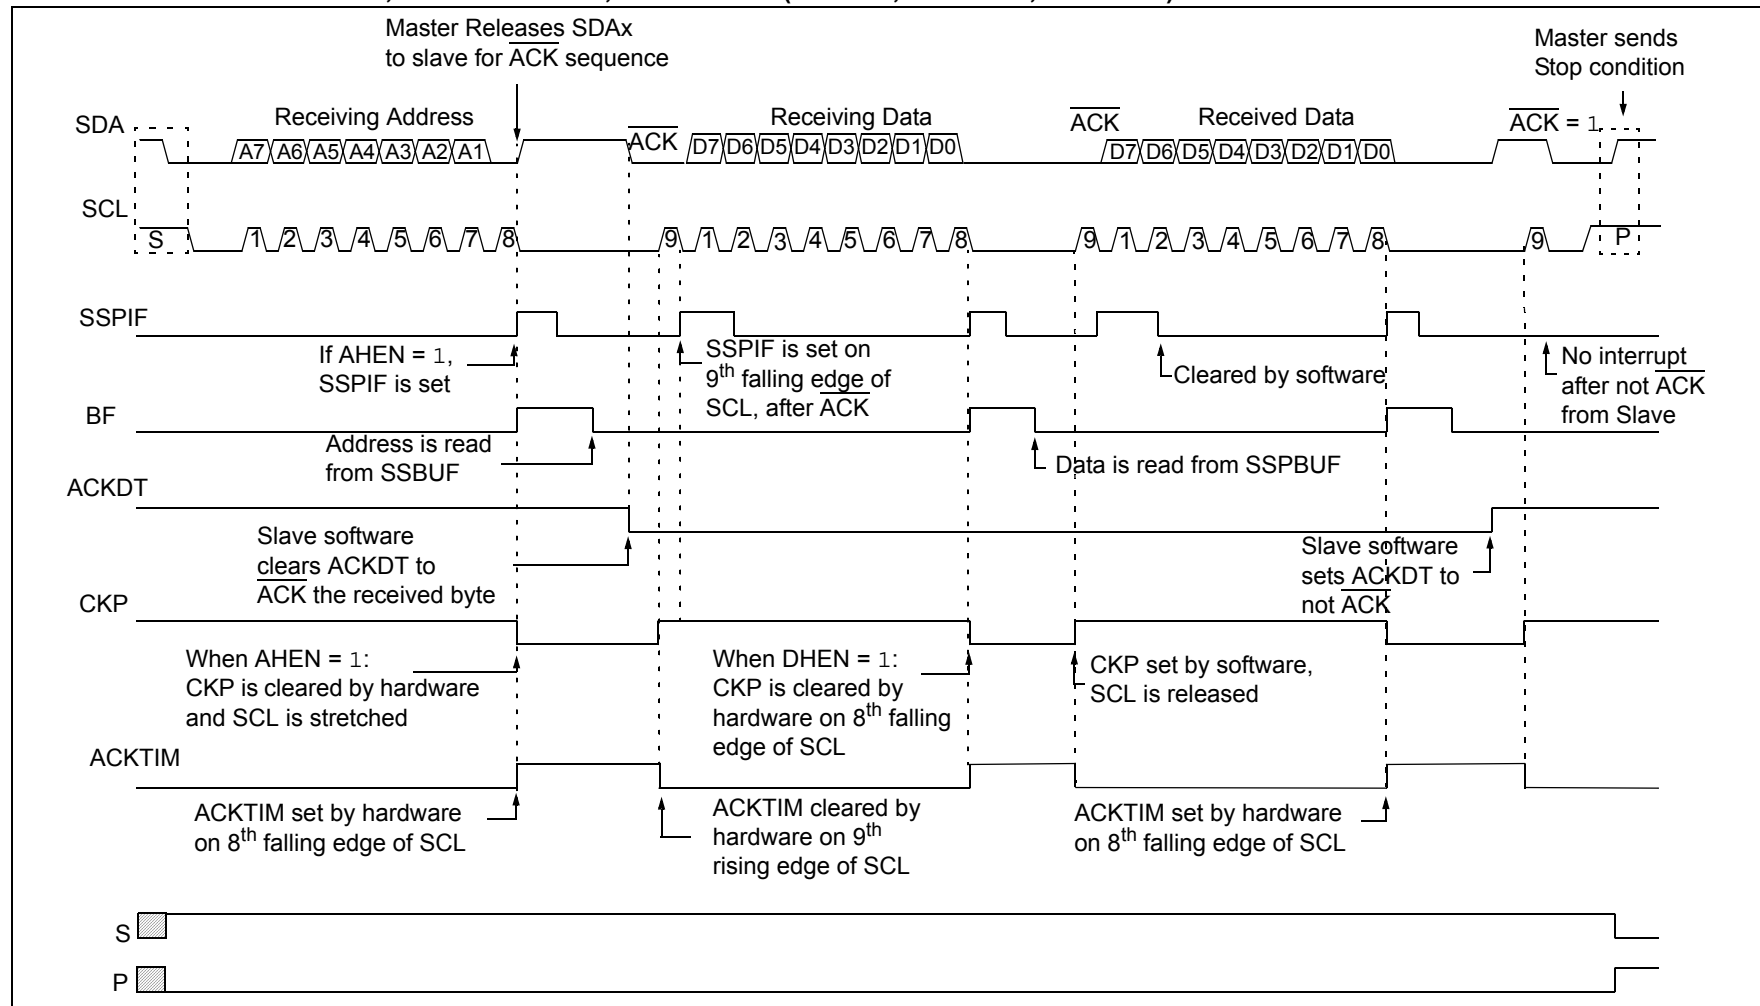 Master Releases SDAx
to slave for ACK sequence
Master sends
Stop condition
SDA
Receiving Address
ACK
Receiving Data
ACK
Received Data
ACK = 1
A7 A6 A5 A4 A3 A2 A1
D7 D6 D5 D4 D3 D2 D1 D0
D7 D6 D5 D4 D3 D2 D1 D0
SCL
S
1 2 3 4 5 6 7 8
9 1 2 3 4 5 6 7 8
9 1 2 3 4 5 6 7 8
9
P
SSPIF
If AHEN = 1,
SSPIF is set
SSPIF is set on
9th falling edge of
SCL, after ACK
Cleared by software
No interrupt
after not ACK
from Slave
BF
Address is read
from SSBUF
Data is read from SSPBUF
ACKDT
Slave software
clears ACKDT to
ACK the received byte
Slave software
sets ACKDT to
not ACK
CKP
When AHEN = 1:
CKP is cleared by hardware
and SCL is stretched
When DHEN = 1:
CKP is cleared by
hardware on 8th falling
edge of SCL
CKP set by software,
SCL is released
ACKTIM
ACKTIM set by hardware
on 8th falling edge of SCL
ACKTIM cleared by
hardware on 9th
rising edge of SCL
ACKTIM set by hardware
on 8th falling edge of SCL
S
P